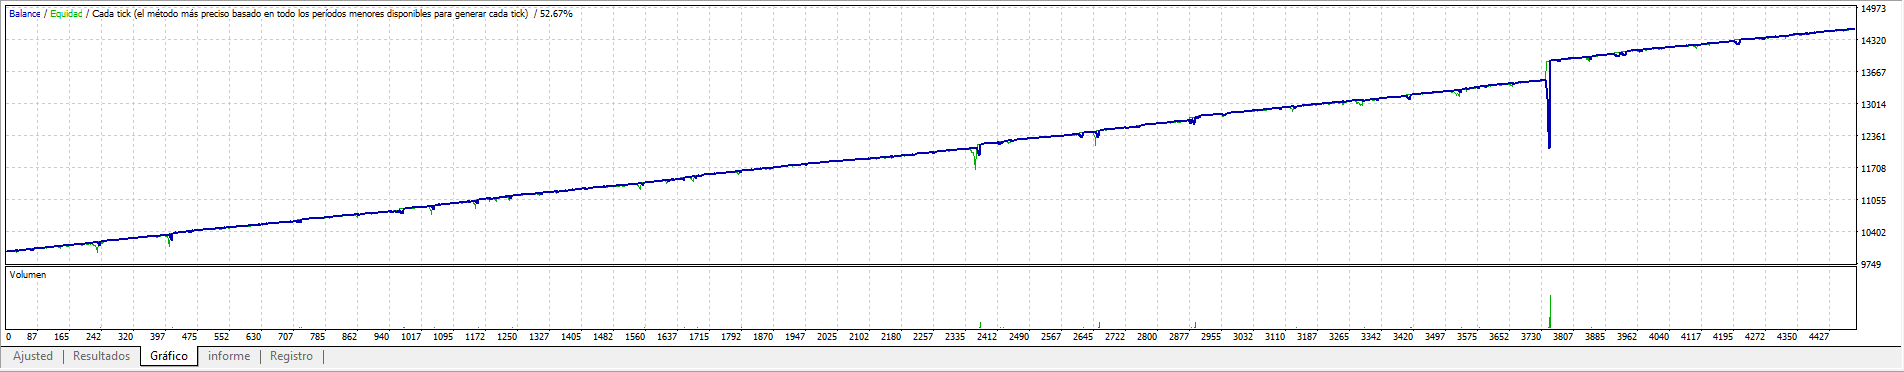 Balance / Equidad / Cada tick (el método más preciso basado en todo los períodos menores disponibles para generar cada tick) / 52.67%
14973
14320
13667
13014
12361
11708
11055
10402
9749
Volumen
0 87 165 242 320 397 475 552 630 707 785 862 940 1017 1095 1172 1250 1327 1405 1482 1560 1637 1715 1792 1870 1947 2025 2102 2180 2257 2335 2412 2490 2567 2645 2722 2800 2877 2955 3032 3110 3187 3265 3342 3420 3497 3575 3652 3730 3807 3885 3962 4040 4117 4195 4272 4350 4427
Ajusted | Resultados | Gráfico | informe | Registro |